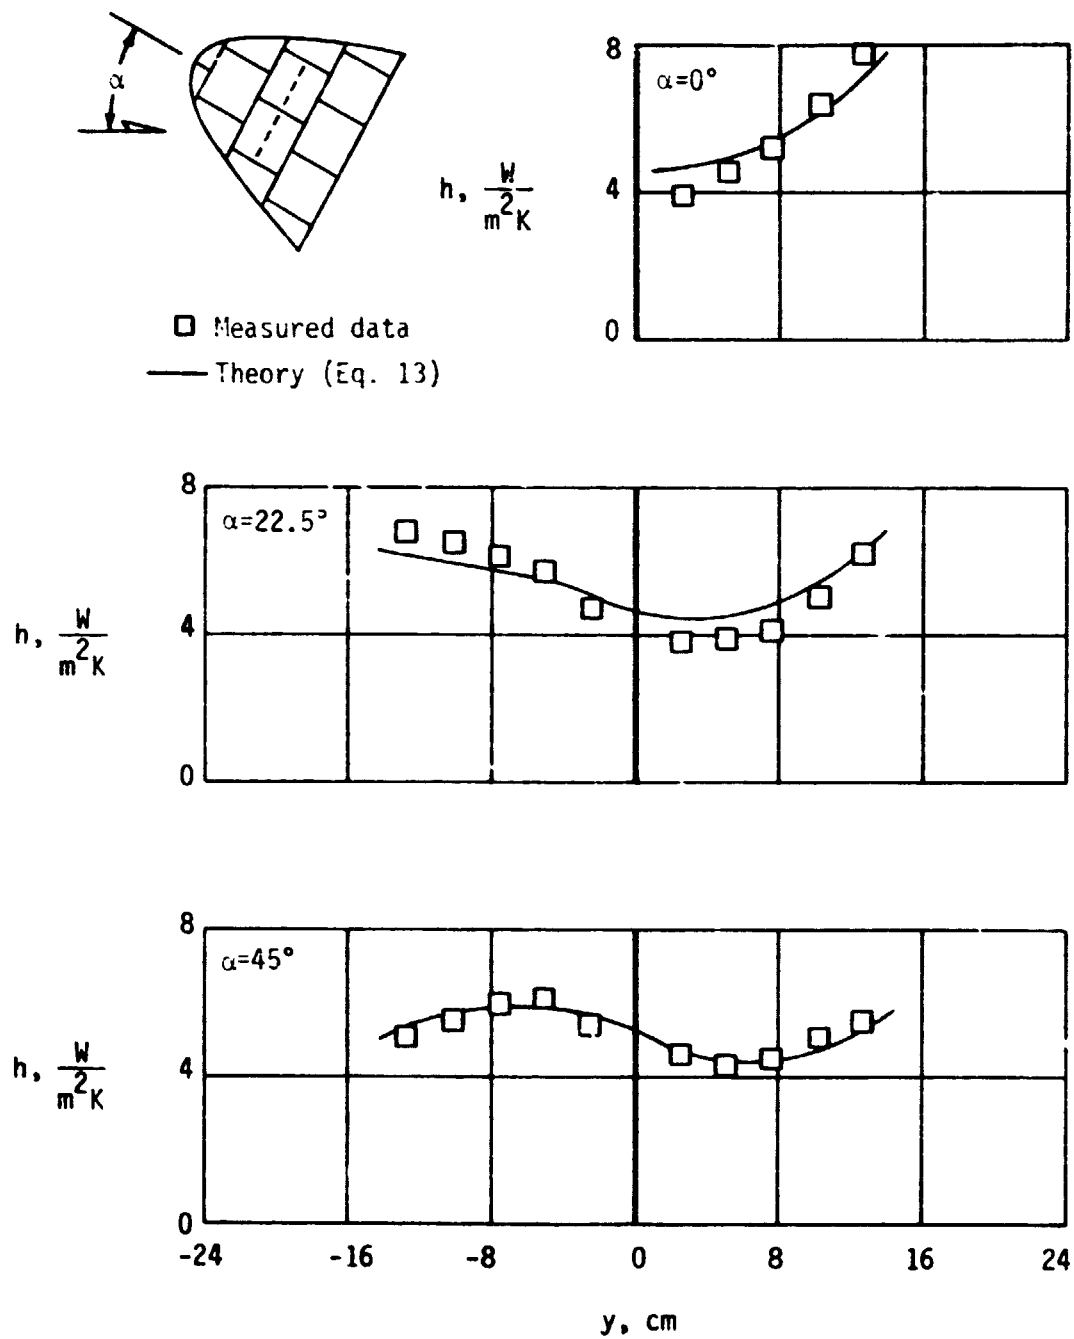 α
8
α=0°
h, W/m²K
4
0
Measured data
Theory (Eq. 13)
8
α=22.5°
h, W/m²K
4
0
8
α=45°
h, W/m²K
4
0
-24 -16 -8 0 8 16 24
y, cm